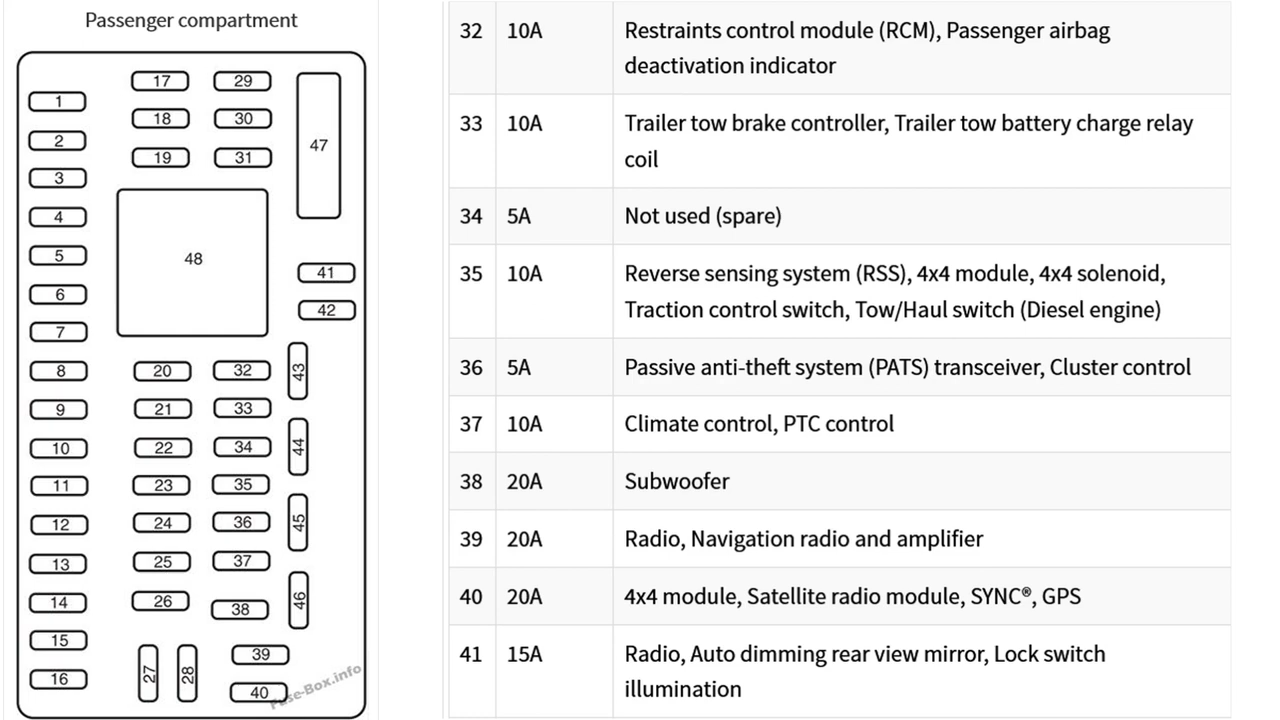 Passenger compartment
17 29
1
18 30
47
2
19 31
3
4
48
5
41
6
42
7
8 20 32 43
9 21 33
10 22 34 44
11 23 35
12 24 36 45
13 25 37
14 26 38 46
15
39
16 27 28
40
Fuse-Box.info
32 10A Restraints control module (RCM), Passenger airbag
deactivation indicator
33 10A Trailer tow brake controller, Trailer tow battery charge relay
coil
34 5A Not used (spare)
35 10A Reverse sensing system (RSS), 4x4 module, 4x4 solenoid,
Traction control switch, Tow/Haul switch (Diesel engine)
36 5A Passive anti-theft system (PATS) transceiver, Cluster control
37 10A Climate control, PTC control
38 20A Subwoofer
39 20A Radio, Navigation radio and amplifier
40 20A 4x4 module, Satellite radio module, SYNC®, GPS
41 15A Radio, Auto dimming rear view mirror, Lock switch
illumination